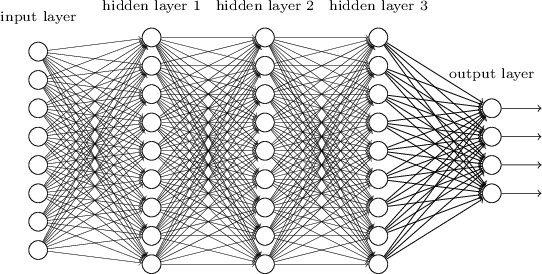 input layer
hidden layer 1
hidden layer 2
hidden layer 3
output layer